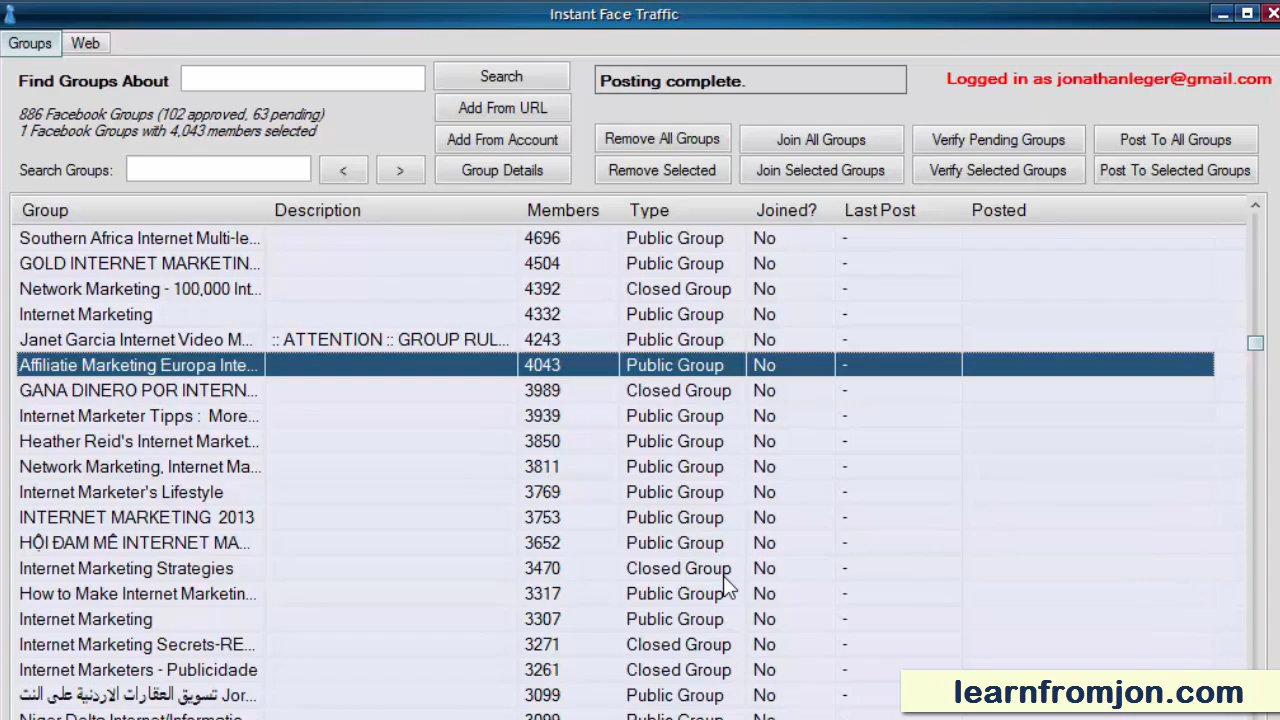 Instant Face Traffic
Groups Web
Find Groups About Search Posting complete. Logged in as jonathanleger@gmail.com
886 Facebook Groups (102 approved, 63 pending) Add From URL
1 Facebook Groups with 4,043 members selected
Add From Account Remove All Groups Join All Groups Verify Pending Groups Post To All Groups
Search Groups: < > Group Details Remove Selected Join Selected Groups Verify Selected Groups Post To Selected Groups
Group Description Members Type Joined? Last Post Posted
Southern Africa Internet Multi-le... 4696 Public Group No -
GOLD INTERNET MARKETIN... 4504 Public Group No -
Network Marketing - 100,000 Int... 4392 Closed Group No -
Internet Marketing 4332 Public Group No -
Janet Garcia Internet Video M... :: ATTENTION :: GROUP RUL... 4243 Public Group No -
Affiliatie Marketing Europa Inte... 4043 Public Group No -
GANA DINERO POR INTERN... 3989 Closed Group No -
Internet Marketer Tipps : More... 3939 Public Group No -
Heather Reid's Internet Market... 3850 Public Group No -
Network Marketing, Internet Ma... 3811 Public Group No -
Internet Marketer's Lifestyle 3769 Public Group No -
INTERNET MARKETING 2013 3753 Public Group No -
HỘI ĐAM MÊ INTERNET MA... 3652 Public Group No -
Internet Marketing Strategies 3470 Closed Group No -
How to Make Internet Marketin... 3317 Public Group No -
Internet Marketing 3307 Public Group No -
Internet Marketing Secrets-RE... 3271 Closed Group No -
Internet Marketers - Publicidade 3261 Closed Group No -
تسويق العقارات الاردنية على النت Jor... 3099 Public Group No -
Niger Delta Internet/Informatio... 3099 Public Group No -
learnfromjon.com